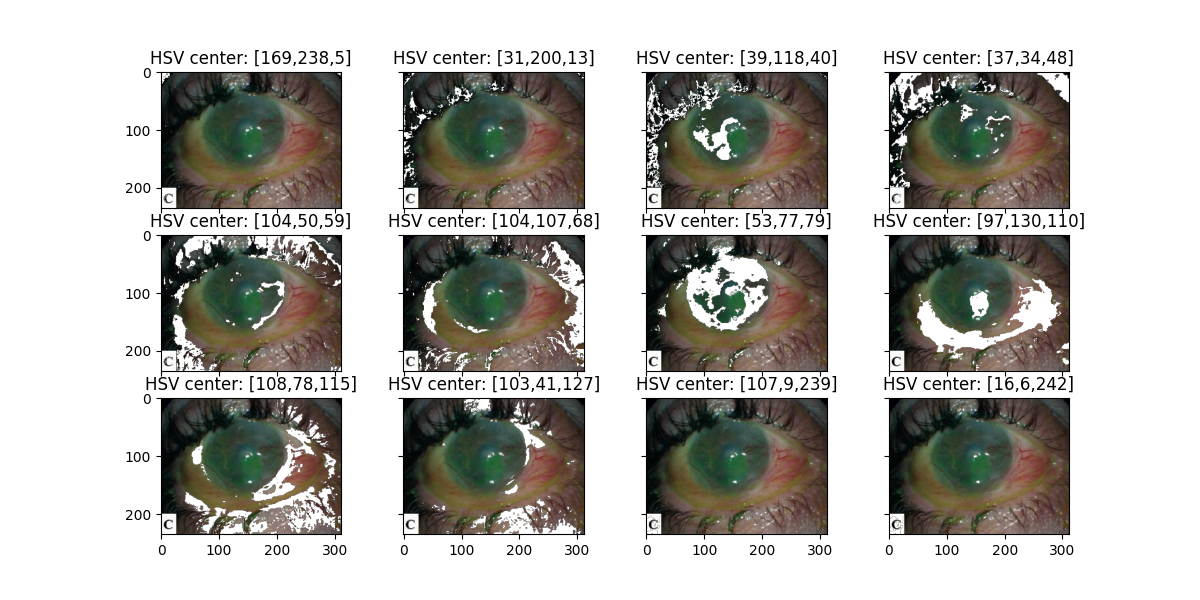 HSV center: [169,238,5] HSV center: [31,200,13] HSV center: [39,118,40] HSV center: [37,34,48]
0
100
200
C C C C
HSV center: [104,50,59] HSV center: [104,107,68] HSV center: [53,77,79] HSV center: [97,130,110]
0
100
200
C C C C
HSV center: [108,78,115] HSV center: [103,41,127] HSV center: [107,9,239] HSV center: [16,6,242]
0
100
200
C C C C
0 100 200 300 0 100 200 300 0 100 200 300 0 100 200 300